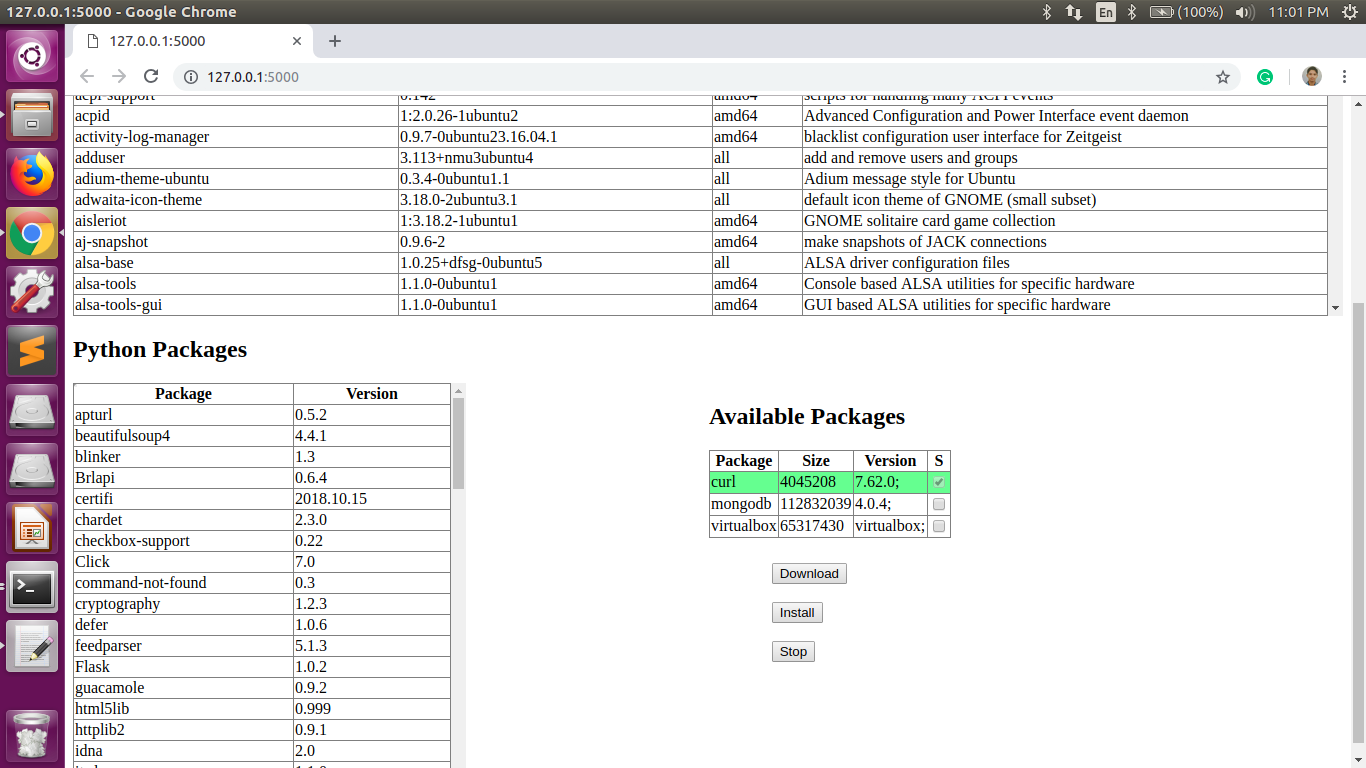 127.0.0.1:5000 - Google Chrome En (100%) 11:01 PM
127.0.0.1:5000
127.0.0.1:5000
acpi-support 0.142 amd64 scripts for handling many ACPI events
acpid 1:2.0.26-1ubuntu2 amd64 Advanced Configuration and Power Interface event daemon
activity-log-manager 0.9.7-0ubuntu23.16.04.1 amd64 blacklist configuration user interface for Zeitgeist
adduser 3.113+nmu3ubuntu4 all add and remove users and groups
adium-theme-ubuntu 0.3.4-0ubuntu1.1 all Adium message style for Ubuntu
adwaita-icon-theme 3.18.0-2ubuntu3.1 all default icon theme of GNOME (small subset)
aisleriot 1:3.18.2-1ubuntu1 amd64 GNOME solitaire card game collection
aj-snapshot 0.9.6-2 amd64 make snapshots of JACK connections
alsa-base 1.0.25+dfsg-0ubuntu5 all ALSA driver configuration files
alsa-tools 1.1.0-0ubuntu1 amd64 Console based ALSA utilities for specific hardware
alsa-tools-gui 1.1.0-0ubuntu1 amd64 GUI based ALSA utilities for specific hardware
Python Packages
Package Version
apturl 0.5.2
beautifulsoup4 4.4.1
blinker 1.3
Brlapi 0.6.4
certifi 2018.10.15
chardet 2.3.0
checkbox-support 0.22
Click 7.0
command-not-found 0.3
cryptography 1.2.3
defer 1.0.6
feedparser 5.1.3
Flask 1.0.2
guacamole 0.9.2
html5lib 0.999
httplib2 0.9.1
idna 2.0
Available Packages
Package Size Version S
curl 4045208 7.62.0;
mongodb 112832039 4.0.4;
virtualbox 65317430 virtualbox;
Download
Install
Stop